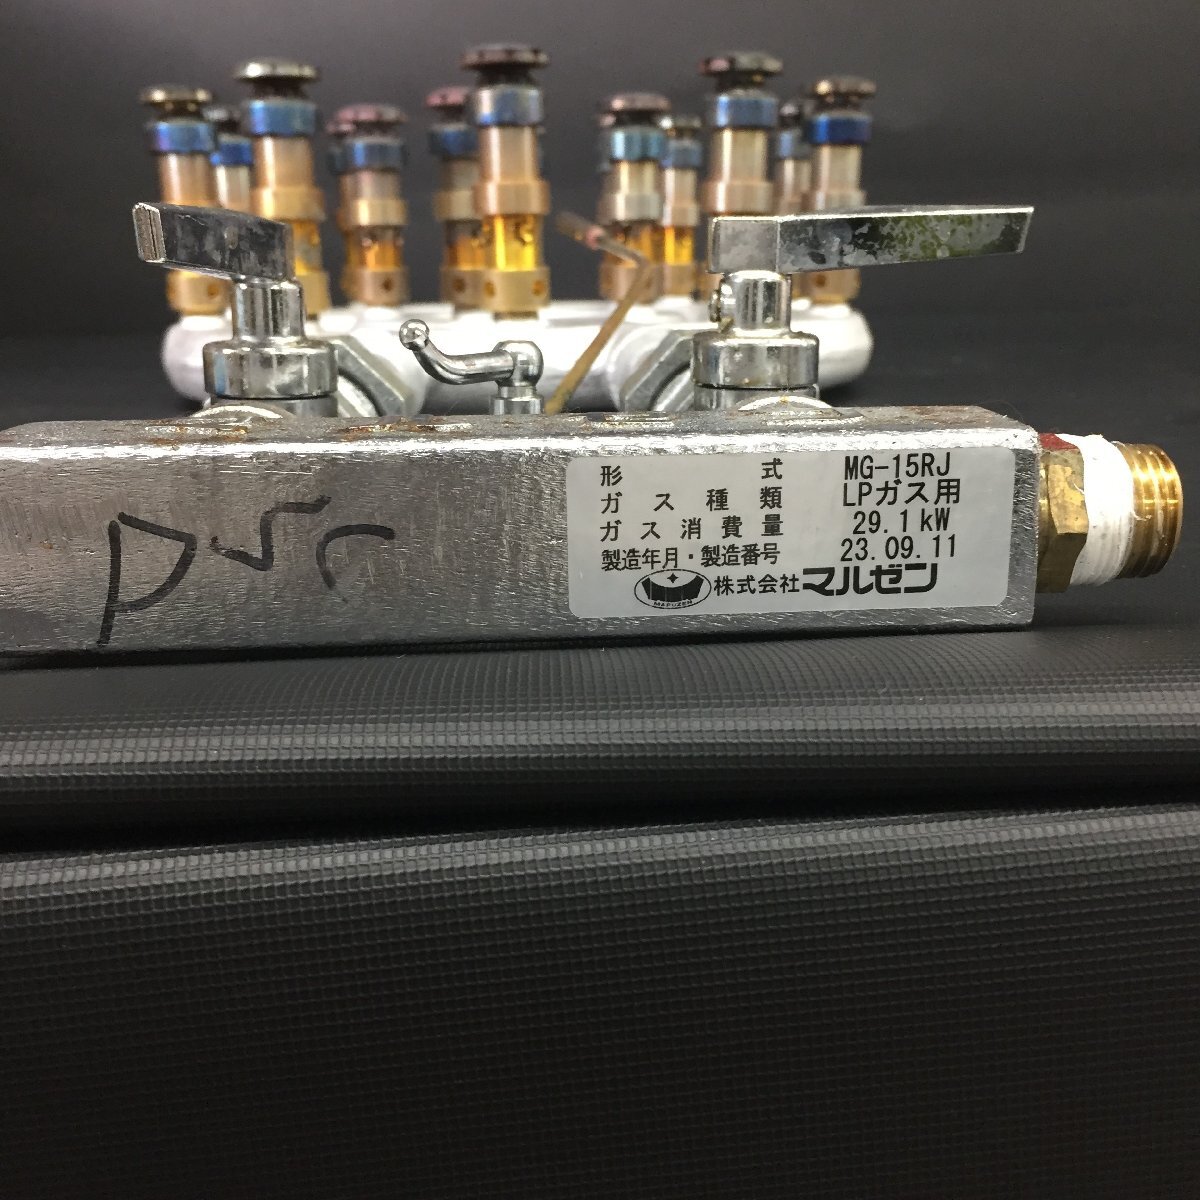 形 式 MG-15RJ
ガス種類 LPガス用
ガス消費量 29.1kW
製造年月・製造番号 23.09.11
MARUZEN 株式会社マルゼン